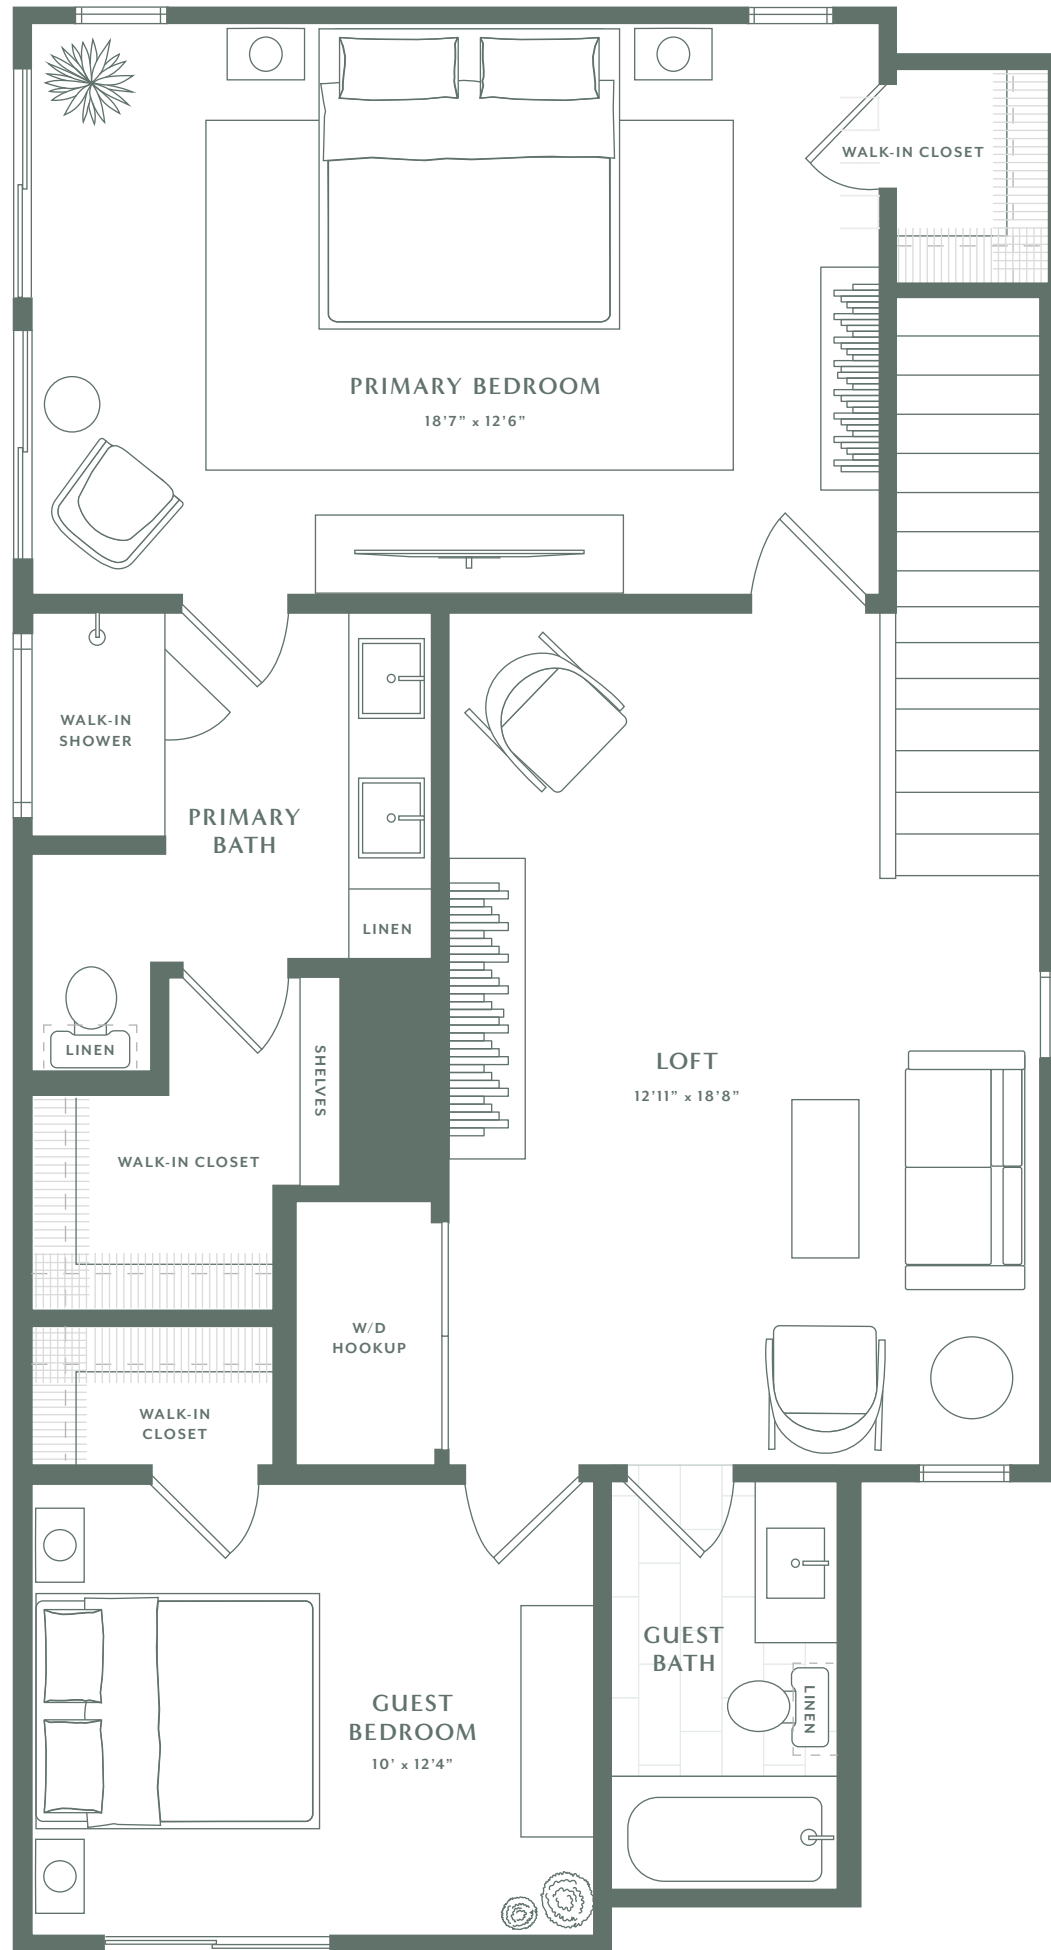 WALK-IN CLOSET
PRIMARY BEDROOM
18'7” x 12'6”
WALK-IN
SHOWER
PRIMARY
BATH
LINEN
LINEN
SHELVES
LOFT
12'11” x 18'8”
WALK-IN CLOSET
W/D
HOOKUP
WALK-IN
CLOSET
GUEST
BATH
LINEN
GUEST
BEDROOM
10' x 12'4”